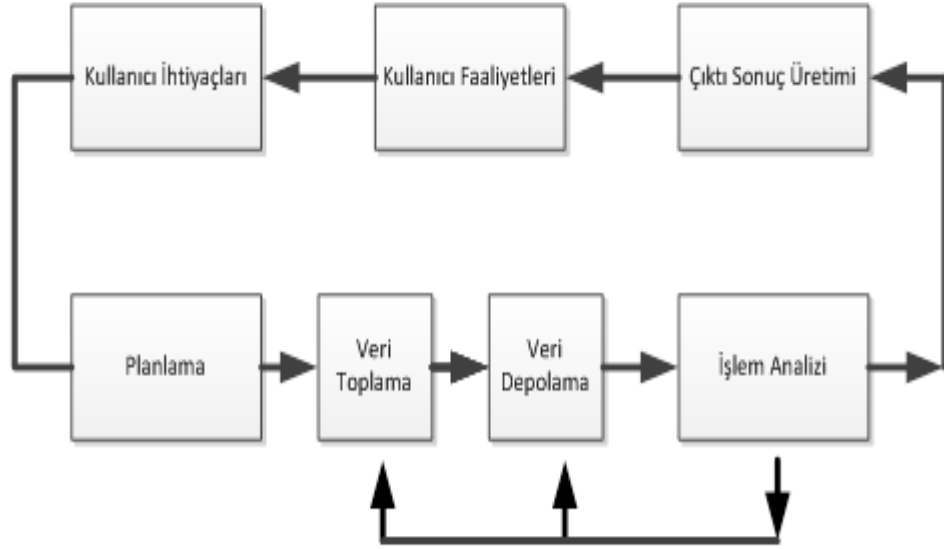 Kullanıcı İhtiyaçları
Kullanıcı Faaliyetleri
Çıktı Sonuç Üretimi
Planlama
Veri
Toplama
Veri
Depolama
İşlem Analizi